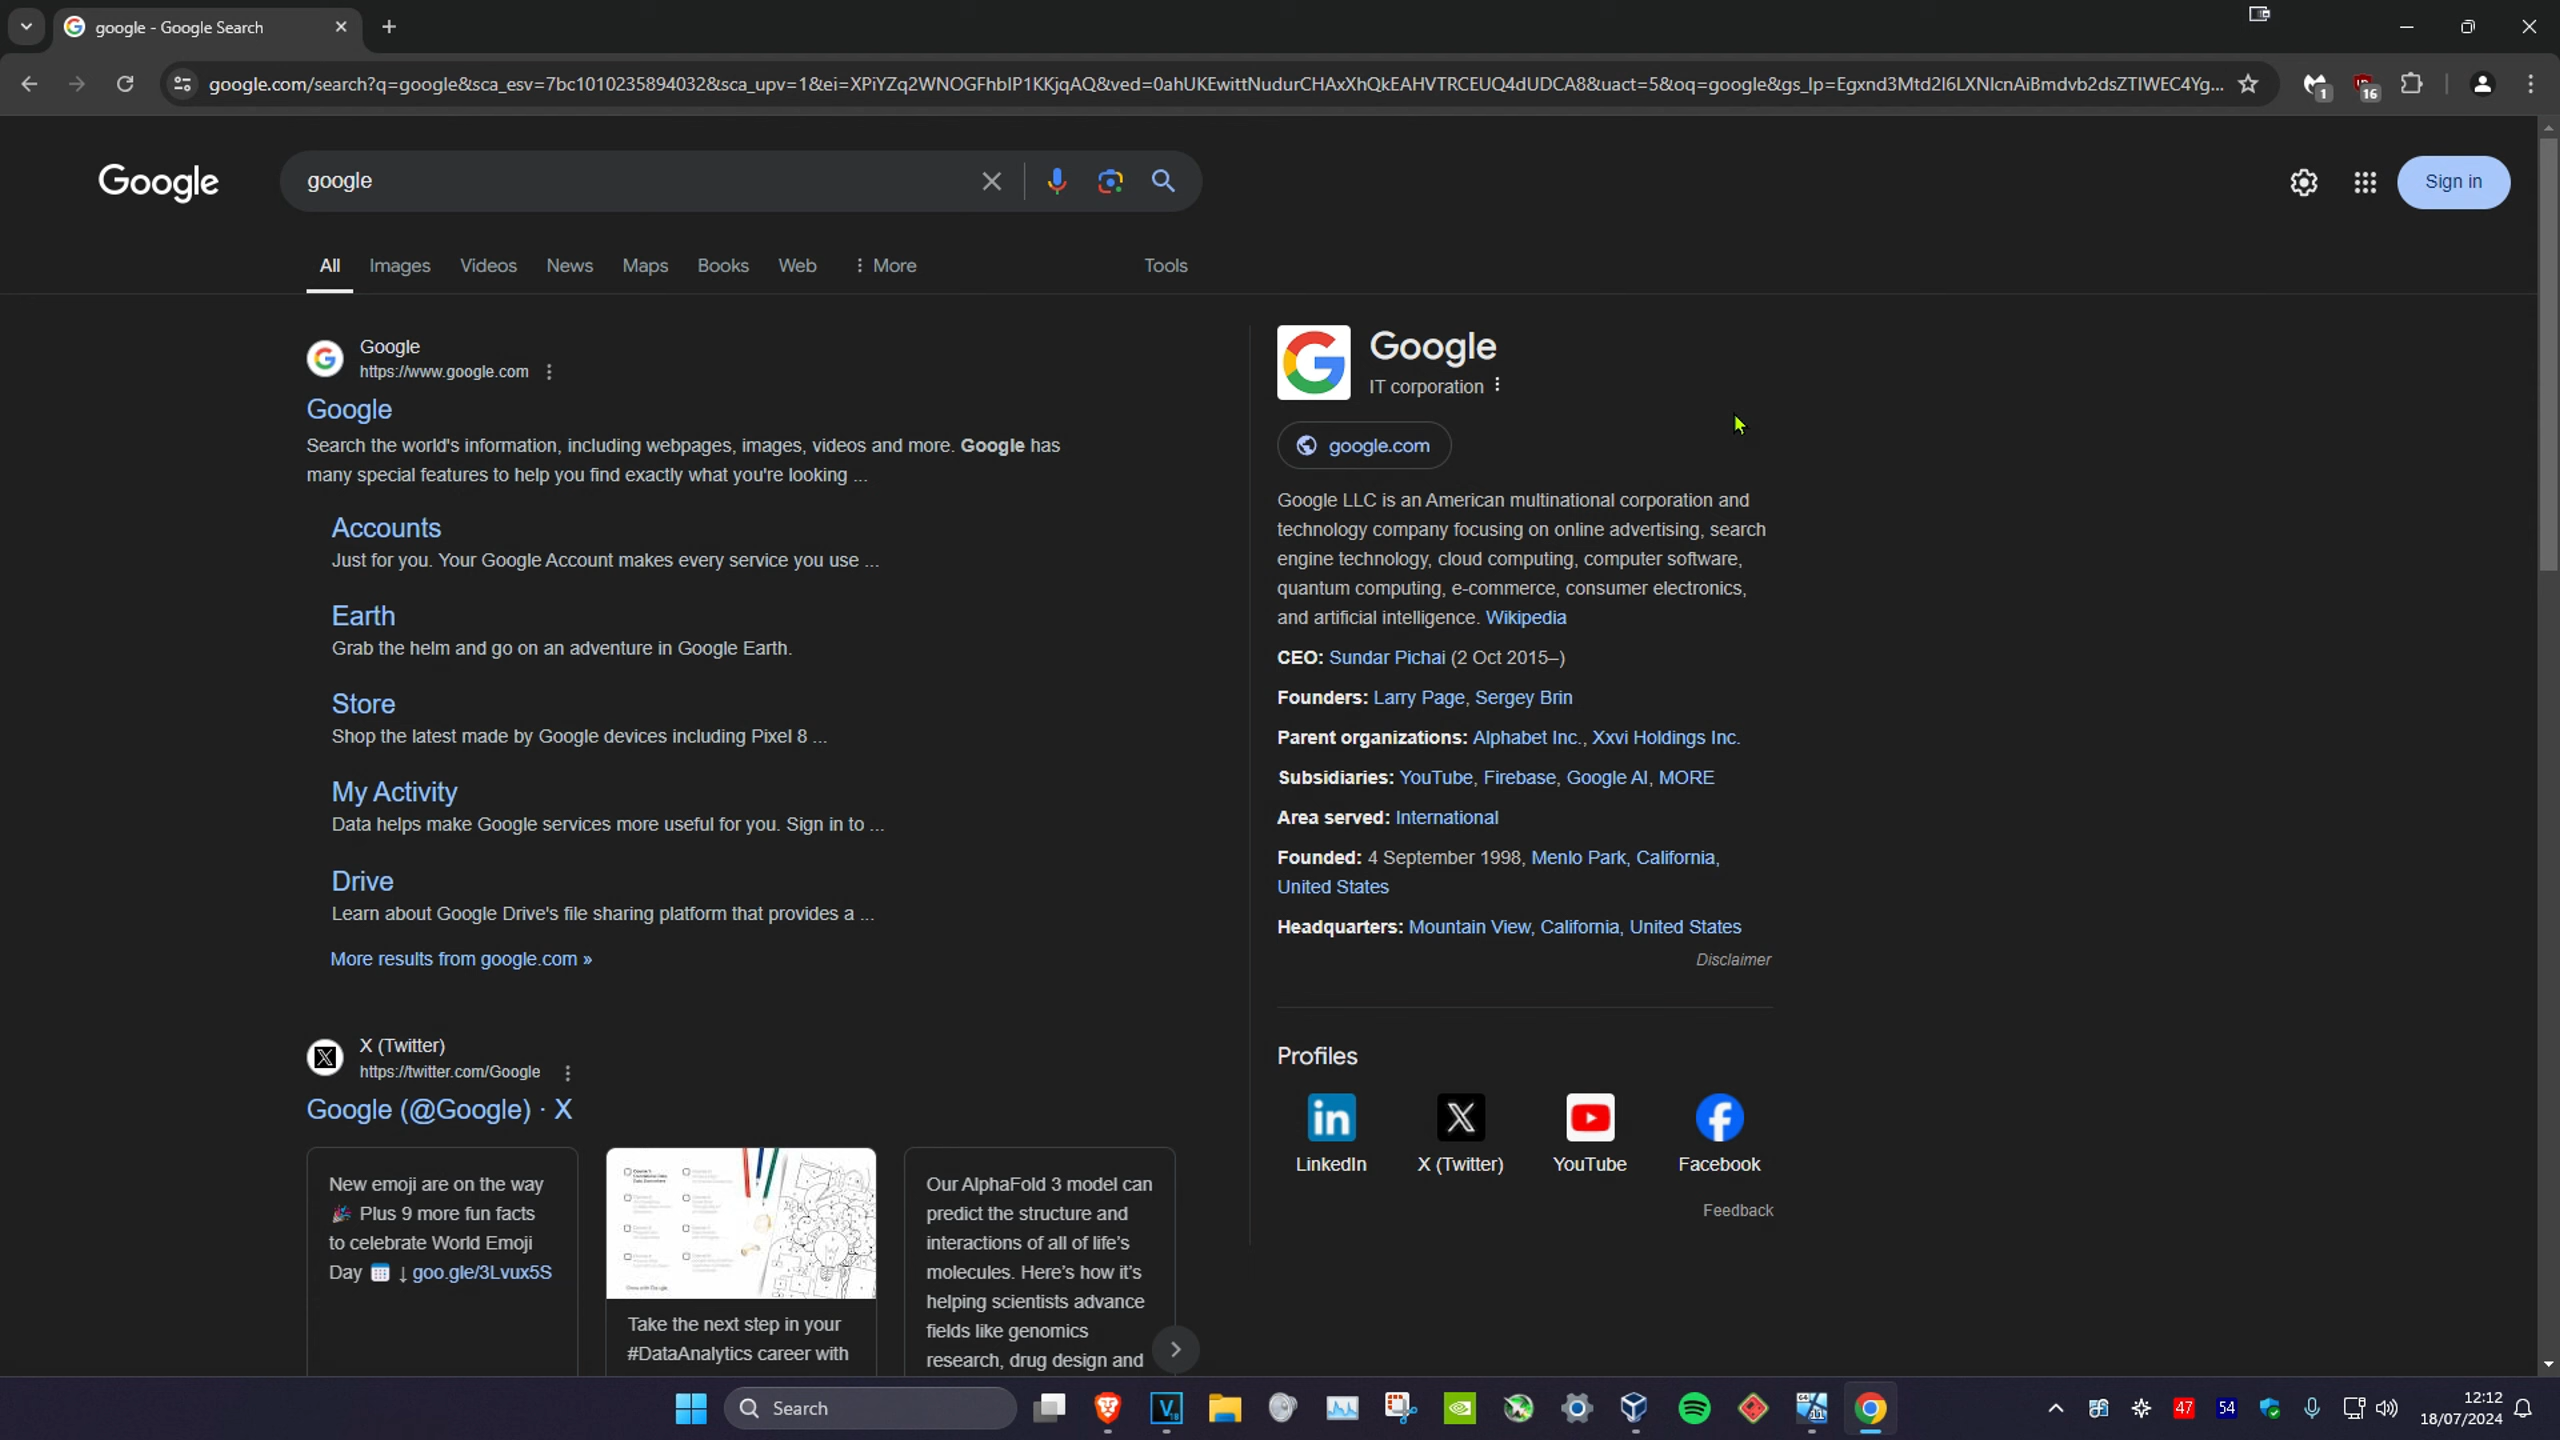 google - Google Search
google.com/search?q=google&sca_esv=7bc1010235894032&sca_upv=1&ei=XPiYZq2WNOGFhbIP1KKjqAQ&ved=0ahUKEwittNudurCHAxXhQkEAHVTRCEUQ4dUDCA8&uact=5&oq=google&gs_lp=Egxnd3Mtd2l6LXNlcnAiBmdvb2dsZTIWEC4Yg...
1
16
Google
google
Sign in
All Images Videos News Maps Books Web More Tools
Google
https://www.google.com
Google
Search the world's information, including webpages, images, videos and more. Google has
many special features to help you find exactly what you're looking ...
Accounts
Just for you. Your Google Account makes every service you use ...
Earth
Grab the helm and go on an adventure in Google Earth.
Store
Shop the latest made by Google devices including Pixel 8 ...
My Activity
Data helps make Google services more useful for you. Sign in to ...
Drive
Learn about Google Drive's file sharing platform that provides a ...
More results from google.com »
X (Twitter)
https://twitter.com/Google
Google (@Google) · X
New emoji are on the way
🎉 Plus 9 more fun facts
to celebrate World Emoji
Day 📅 ↓ goo.gle/3Lvux5S
Take the next step in your
#DataAnalytics career with
Our AlphaFold 3 model can
predict the structure and
interactions of all of life's
molecules. Here's how it's
helping scientists advance
fields like genomics
research, drug design and
Google
IT corporation
google.com
Google LLC is an American multinational corporation and
technology company focusing on online advertising, search
engine technology, cloud computing, computer software,
quantum computing, e-commerce, consumer electronics,
and artificial intelligence. Wikipedia
CEO: Sundar Pichai (2 Oct 2015–)
Founders: Larry Page, Sergey Brin
Parent organizations: Alphabet Inc., Xxvi Holdings Inc.
Subsidiaries: YouTube, Firebase, Google AI, MORE
Area served: International
Founded: 4 September 1998, Menlo Park, California,
United States
Headquarters: Mountain View, California, United States
Disclaimer
Profiles
LinkedIn X (Twitter) YouTube Facebook
Feedback
Search
47
54
12:12
18/07/2024